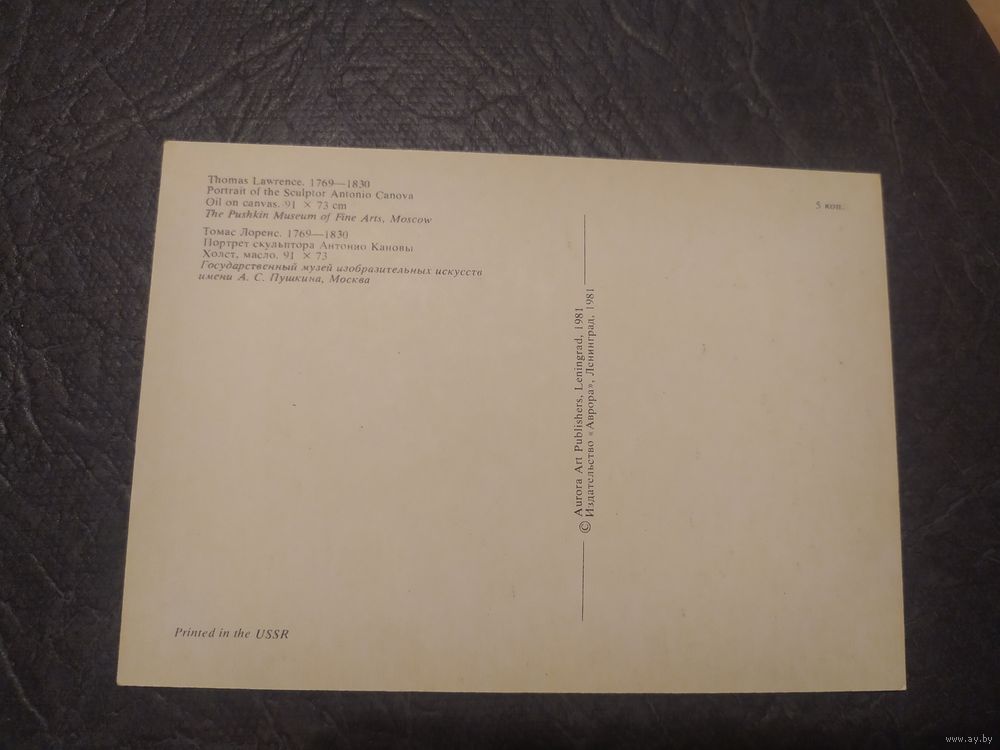 Thomas Lawrence. 1769—1830
Portrait of the Sculptor Antonio Canova
Oil on canvas. 91 × 73 cm
The Pushkin Museum of Fine Arts, Moscow
Томас Лоренс. 1769—1830
Портрет скульптора Антонио Кановы
Холст, масло. 91 × 73
Государственный музей изобразительных искусств
имени А. С. Пушкина, Москва
5 коп.
© Aurora Art Publishers, Leningrad, 1981
Издательство «Аврора», Ленинград, 1981
Printed in the USSR
www.ay.by